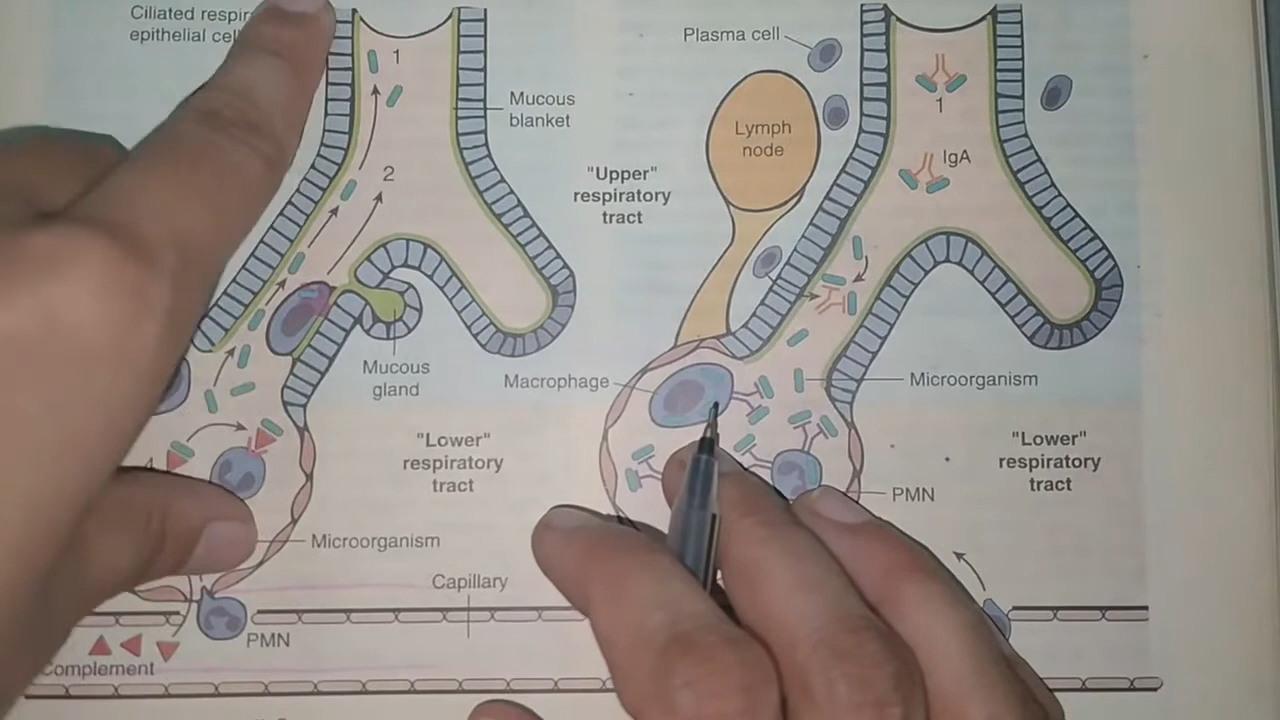 Ciliated
epithelial
1
Mucous
blanket
2
Mucous
gland
"Lower"
respiratory
tract
Microorganism
Capillary
PMN
Complement
Plasma cell
Lymph
node
"Upper"
respiratory
tract
1
IgA
Macrophage
Microorganism
"Lower"
respiratory
tract
PMN